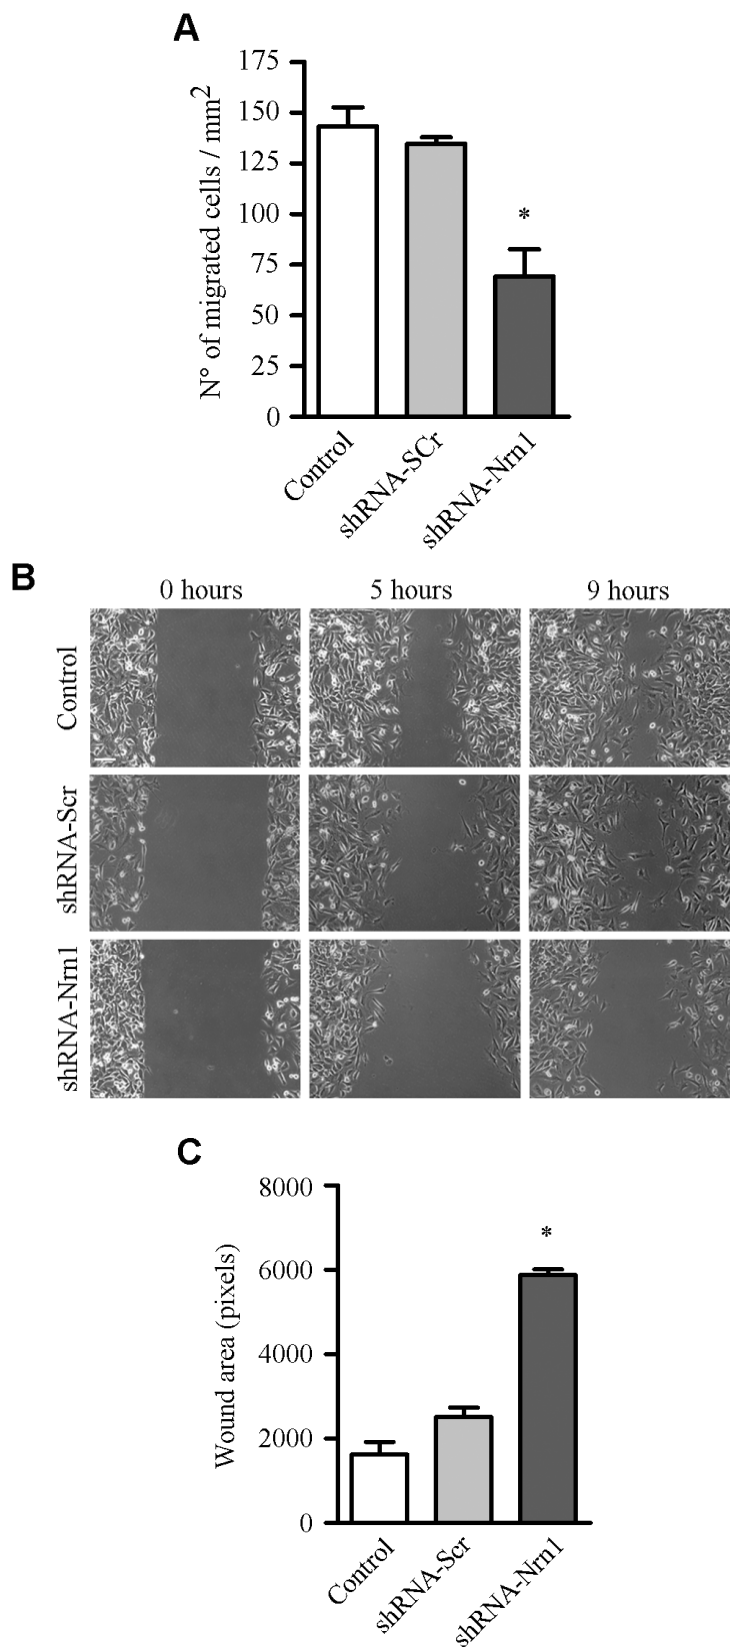 A
N° of migrated cells / mm2
175
150
125
100
75
50
25
0
*
Control
shRNA-SCr
shRNA-Nrn1
B
0 hours
5 hours
9 hours
Control
shRNA-Scr
shRNA-Nrn1
C
Wound area (pixels)
8000
6000
4000
2000
0
*
Control
shRNA-Scr
shRNA-Nrn1